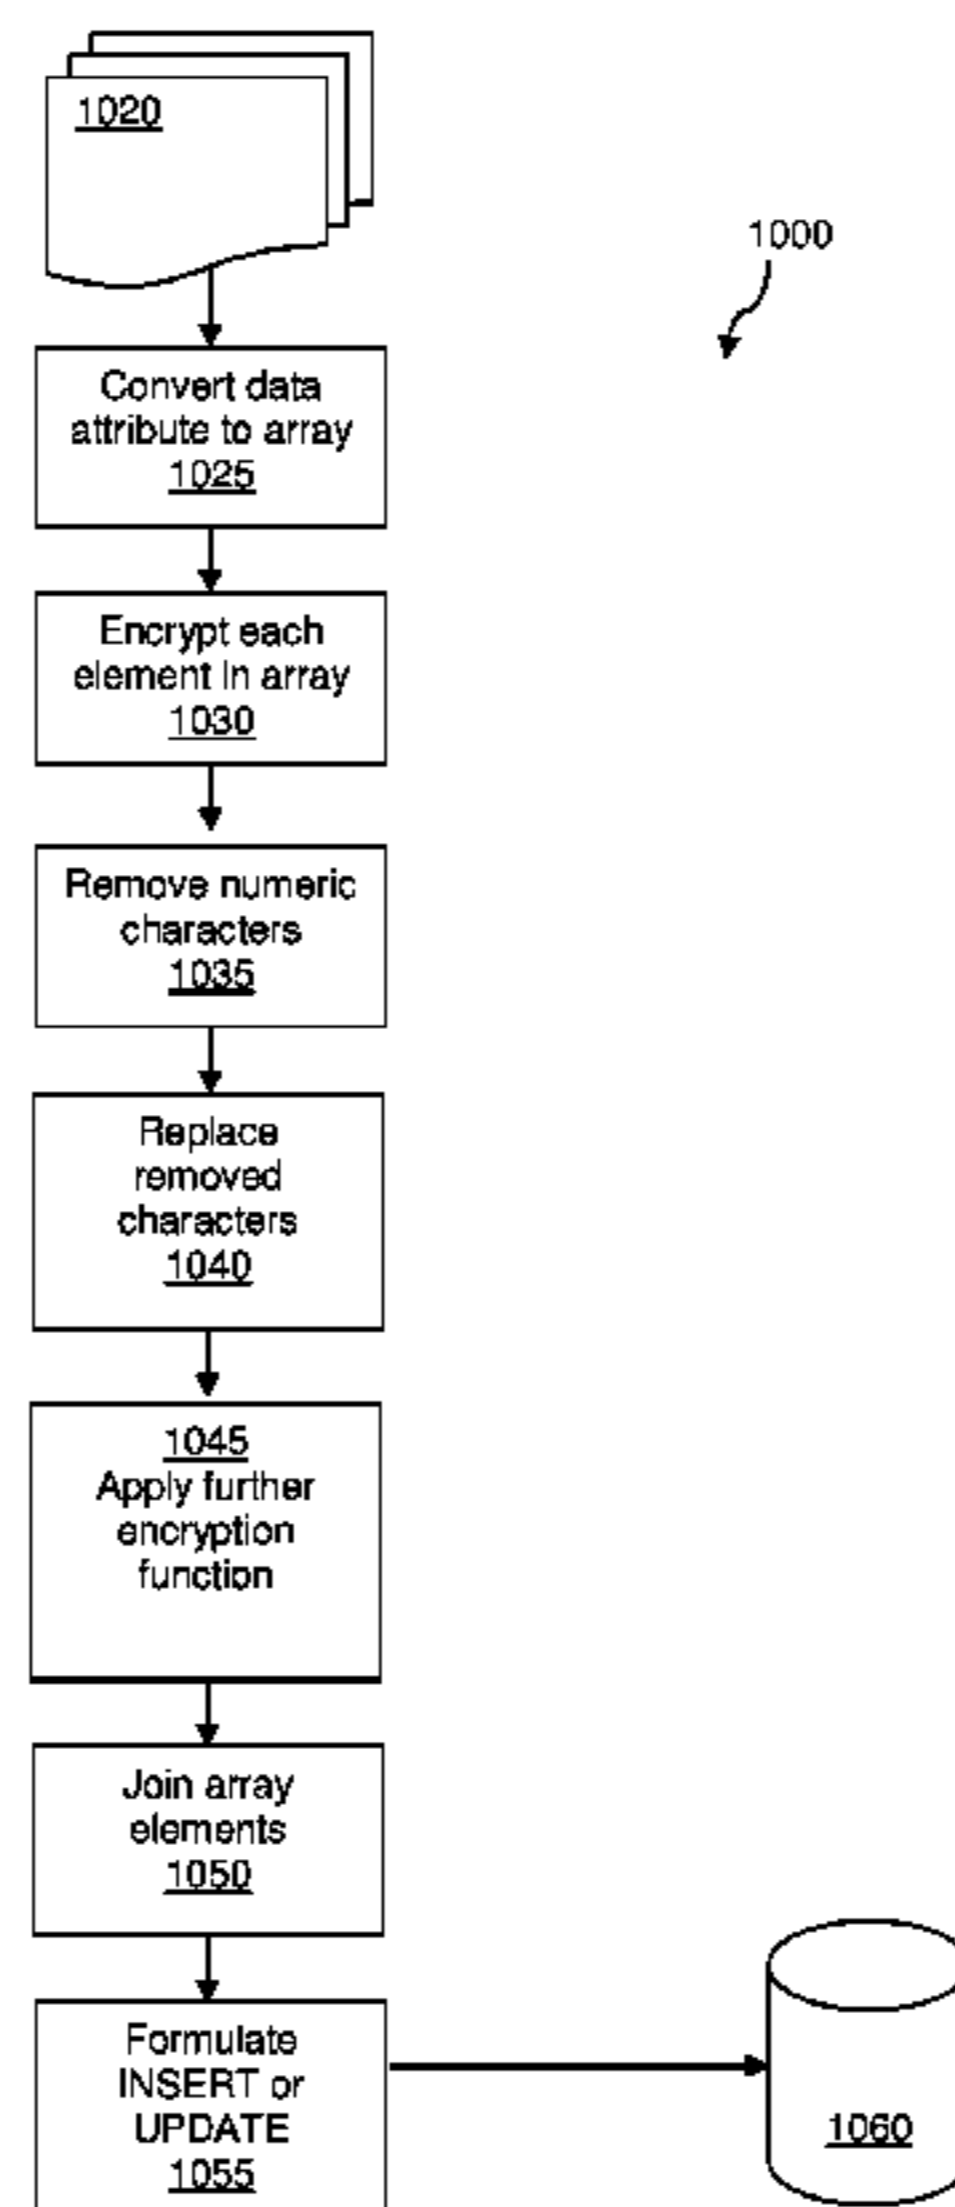 1020
1000
Convert data
attribute to array
1025
Encrypt each
element in array
1030
Remove numeric
characters
1035
Replace
removed
characters
1040
1045
Apply further
encryption
function
Join array
elements
1050
Formulate
INSERT or
UPDATE
1055
1060